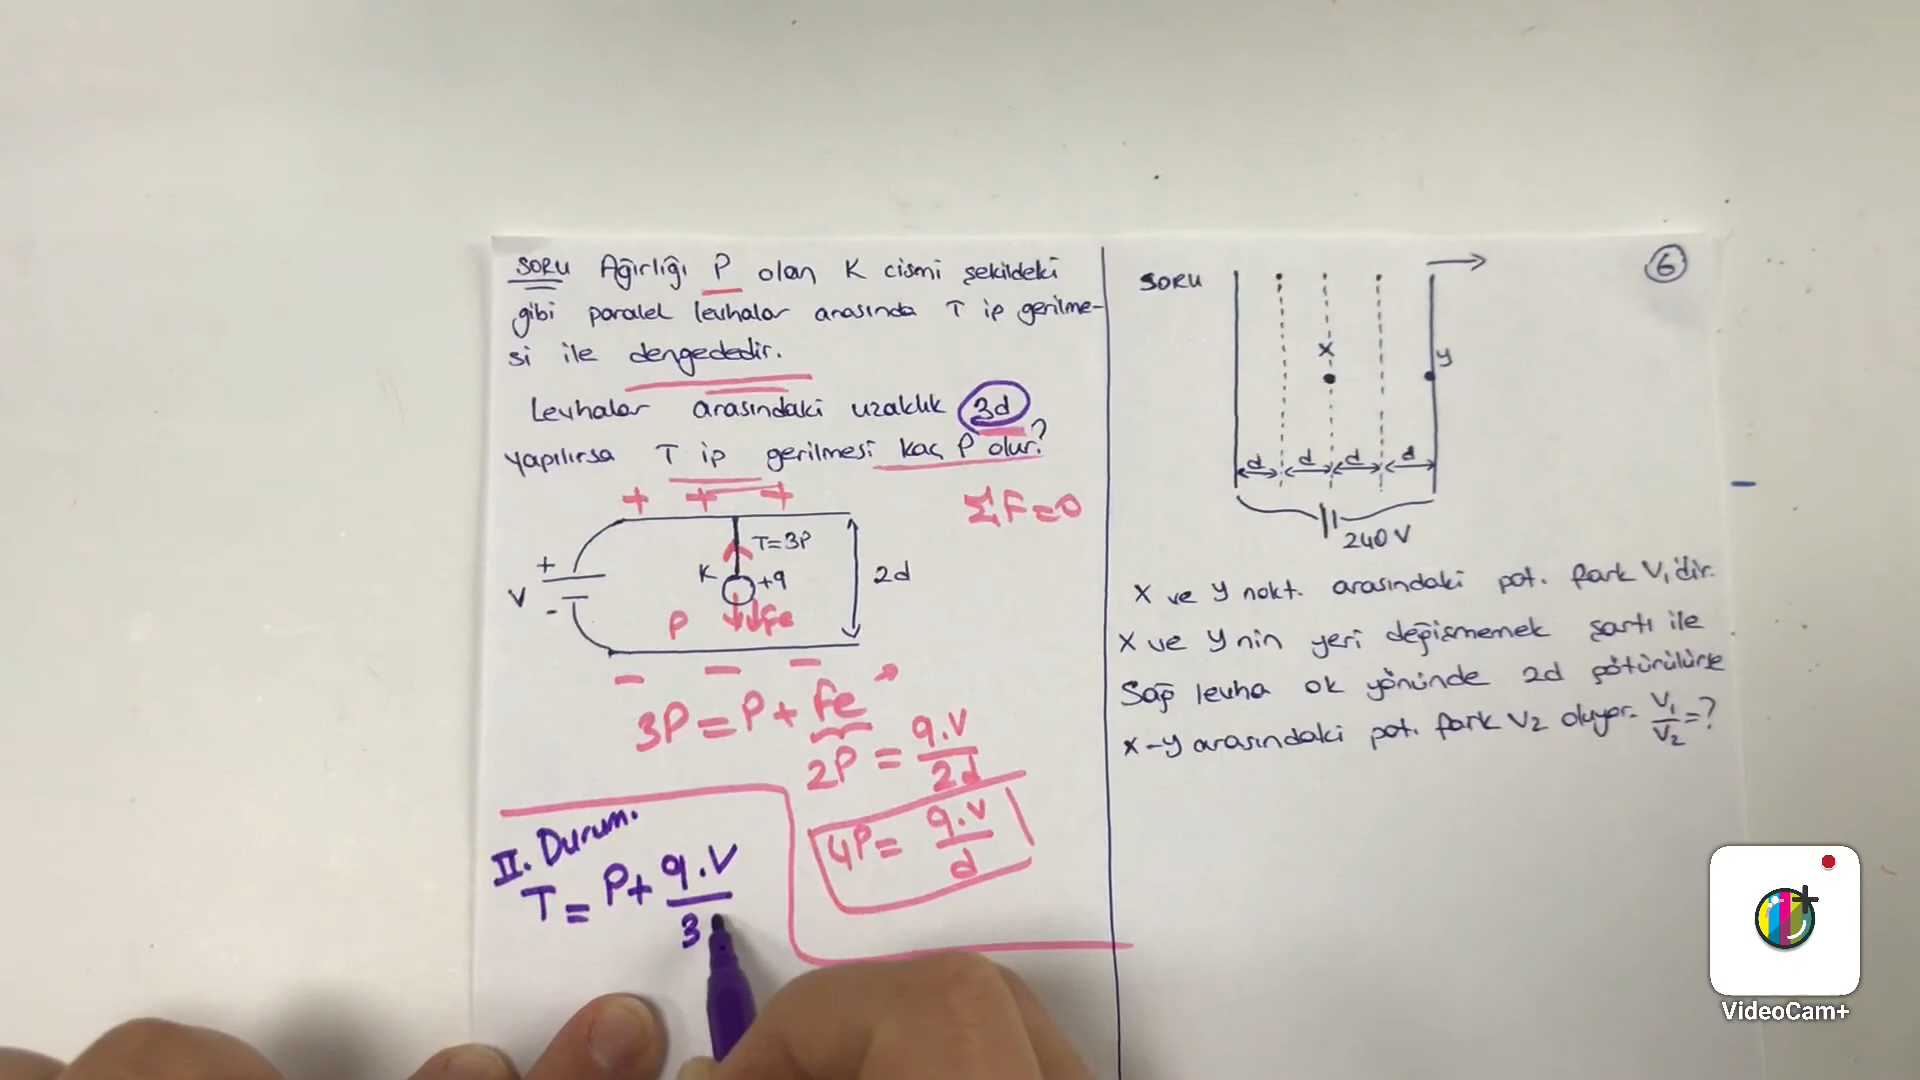 SORU Ağırlığı P olan K cismi şekildeki
gibi paralel levhalar arasında T ip gerilme-
si ile dengededir.
Levhalar arasındaki uzaklık 3d
yapılırsa T ip gerilmesi kaç P olur?
+ + +
ΣF=0
T=3P
K
+q
2d
+
V
-
P
Fe
- - -
3P = P + Fe
2P = q.V/2d
4P = q.V/d
II. Durum.
T = P + q.V/3
SORU
6
x
y
d d d d
240 V
x ve y nokt. arasındaki pot. fark V₁'dir.
x ve y nin yeri değişmemek şartı ile
Sağ levha ok yönünde 2d götürülürse
x-y arasındaki pot. fark V₂ oluyor. V₁/V₂=?
VideoCam+